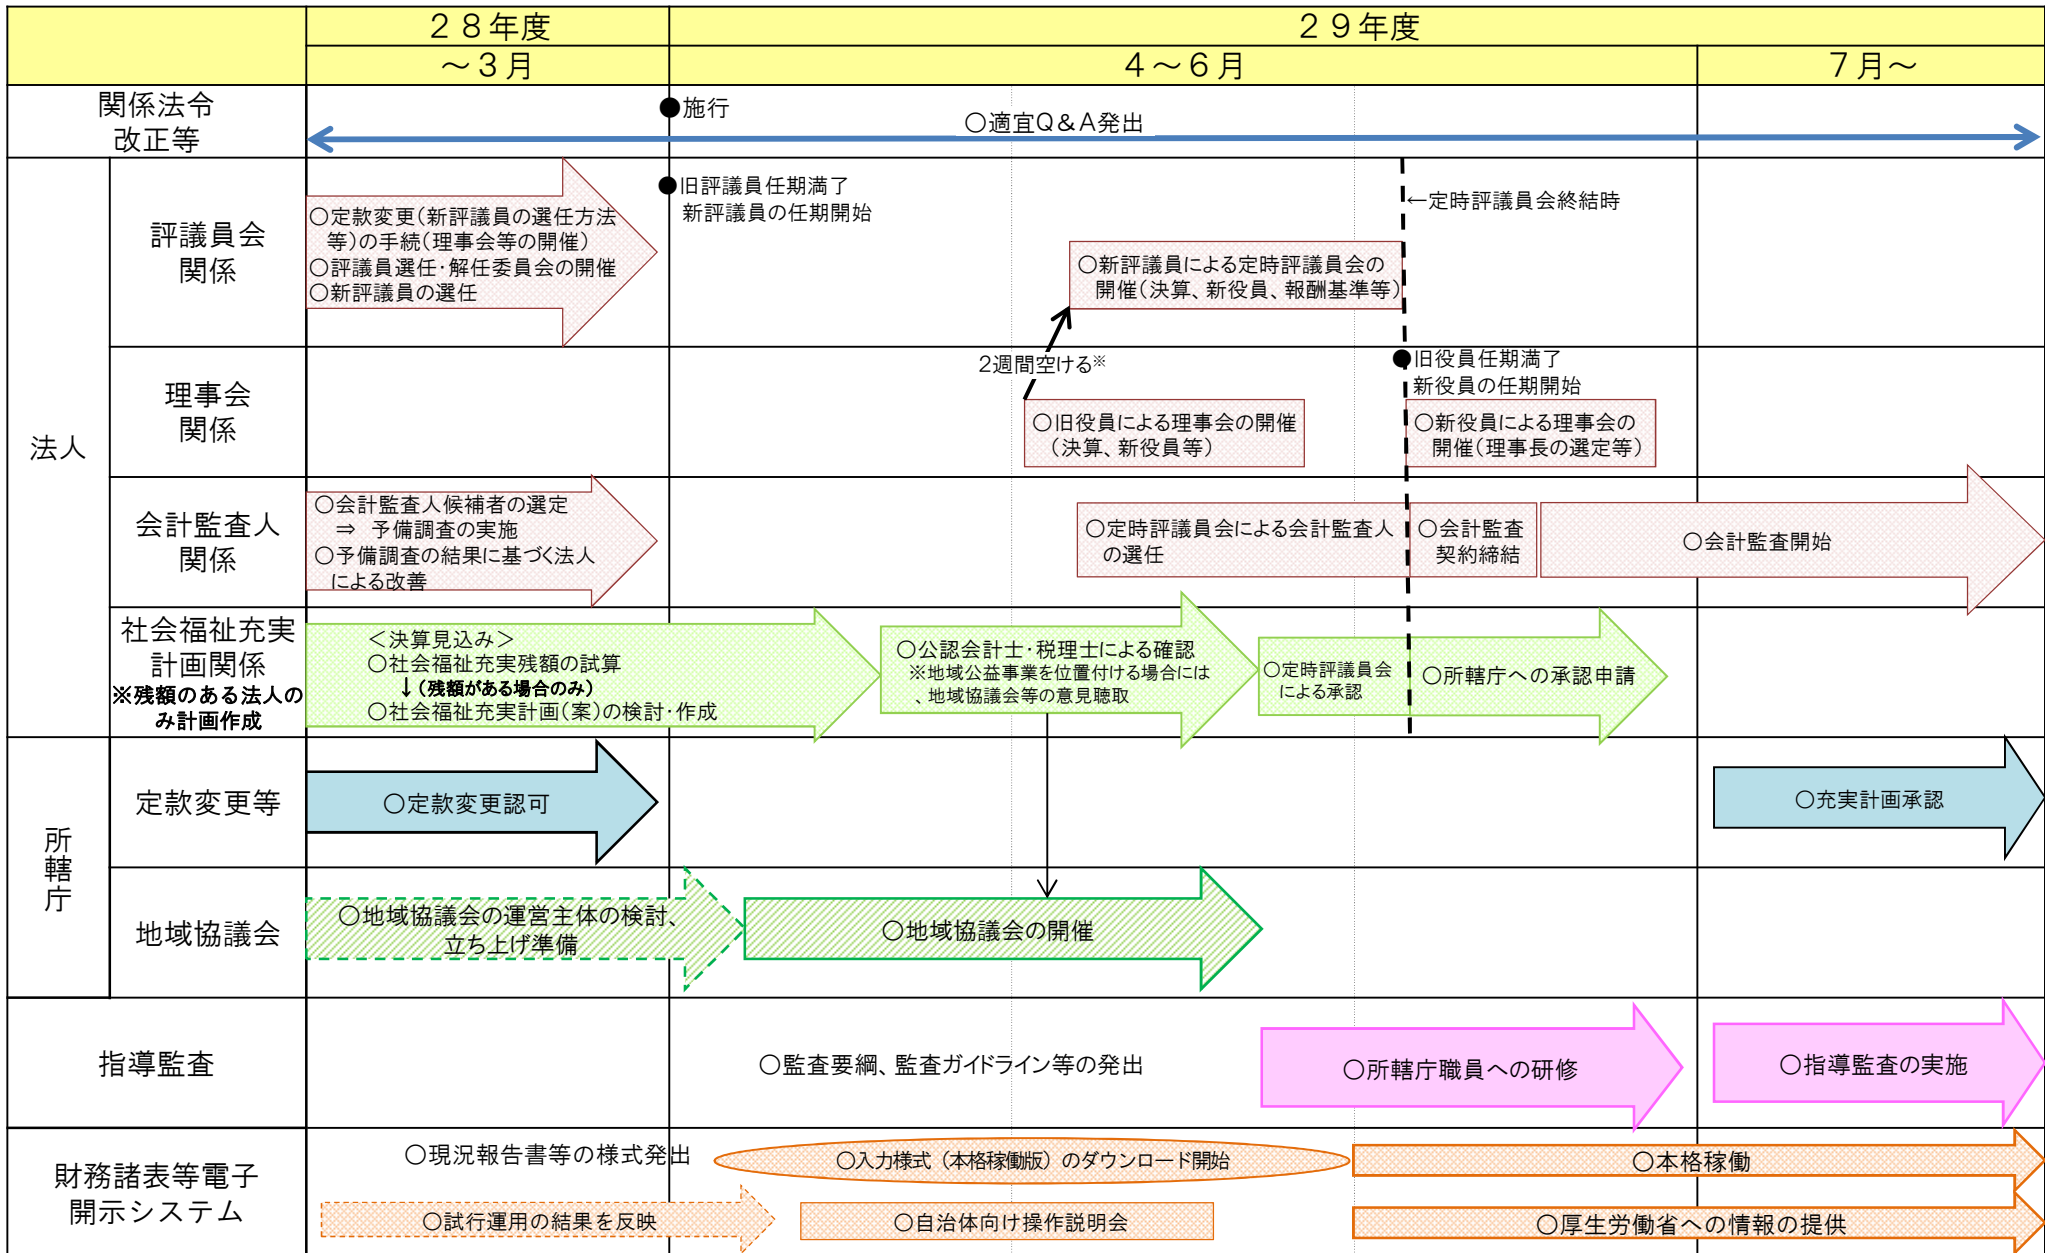 ２８年度
２９年度
～３月
４～６月
７月～
関係法令
改正等
●施行
○適宜Q＆A発出
法人
評議員会
関係
○定款変更（新評議員の選任方法
等）の手続（理事会等の開催）
○評議員選任・解任委員会の開催
○新評議員の選任
●旧評議員任期満了
新評議員の任期開始
←定時評議員会終結時
○新評議員による定時評議員会の
開催（決算、新役員、報酬基準等）
2週間空ける※
理事会
関係
●旧役員任期満了
新役員の任期開始
○旧役員による理事会の開催
（決算、新役員等）
○新役員による理事会の
開催（理事長の選定等）
会計監査人
関係
○会計監査人候補者の選定
⇒　予備調査の実施
○予備調査の結果に基づく法人
による改善
○定時評議員会による会計監査人
の選任
○会計監査
契約締結
○会計監査開始
社会福祉充実
計画関係
※残額のある法人の
み計画作成
＜決算見込み＞
○社会福祉充実残額の試算
↓（残額がある場合のみ）
○社会福祉充実計画（案）の検討・作成
○公認会計士・税理士による確認
※地域公益事業を位置付ける場合には
、地域協議会等の意見聴取
○定時評議員会
による承認
○所轄庁への承認申請
所轄庁
定款変更等
○定款変更認可
○充実計画承認
地域協議会
○地域協議会の運営主体の検討、
立ち上げ準備
○地域協議会の開催
指導監査
○監査要綱、監査ガイドライン等の発出
○所轄庁職員への研修
○指導監査の実施
財務諸表等電子
開示システム
○現況報告書等の様式発出
○入力様式（本格稼働版）のダウンロード開始
○本格稼働
○試行運用の結果を反映
○自治体向け操作説明会
○厚生労働省への情報の提供